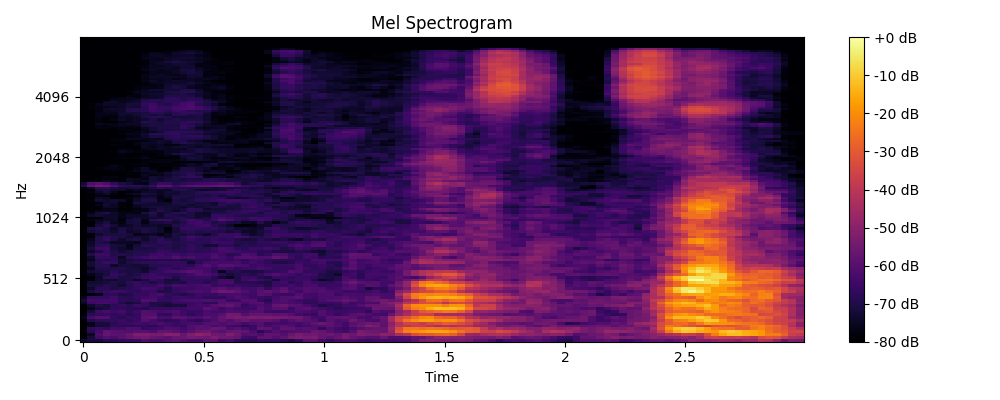 Mel Spectrogram
+0 dB
-10 dB
-20 dB
-30 dB
-40 dB
-50 dB
-60 dB
-70 dB
-80 dB
Hz
4096
2048
1024
512
0
0 0.5 1 1.5 2 2.5
Time